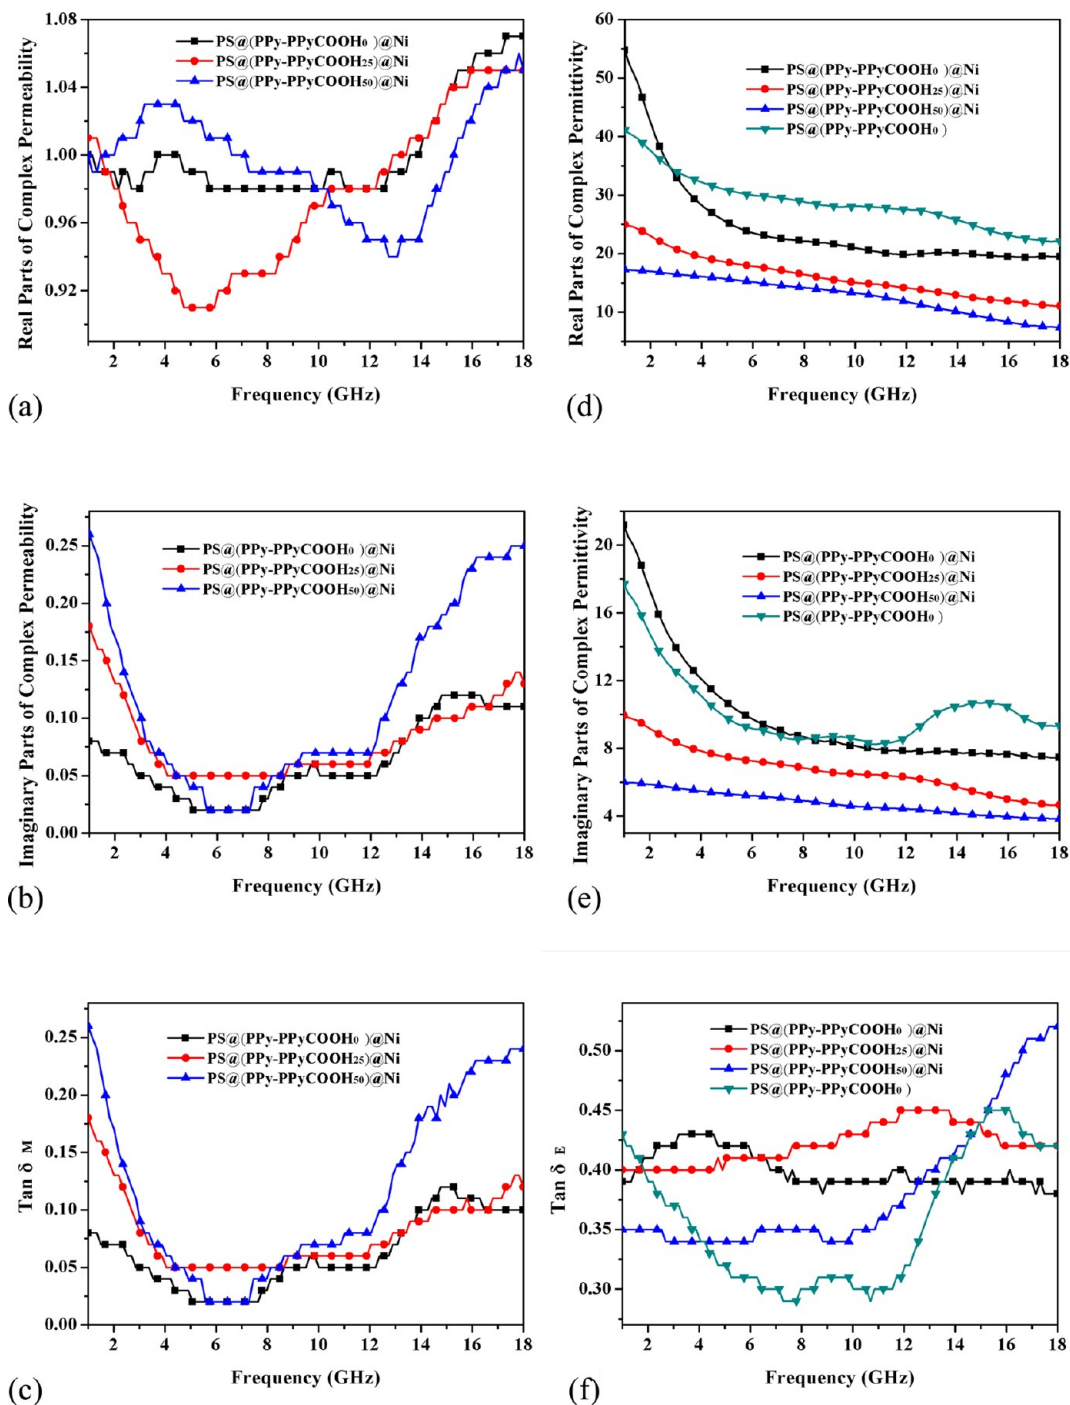 Real Parts of Complex Permeability
1.08
1.04
1.00
0.96
0.92
PS@(PPy-PPyCOOH0 )@Ni
PS@(PPy-PPyCOOH25)@Ni
PS@(PPy-PPyCOOH50)@Ni
2 4 6 8 10 12 14 16 18
Frequency (GHz)
(a)
Real Parts of Complex Permittivity
60
50
40
30
20
10
PS@(PPy-PPyCOOH0 )@Ni
PS@(PPy-PPyCOOH25)@Ni
PS@(PPy-PPyCOOH50)@Ni
PS@(PPy-PPyCOOH0 )
2 4 6 8 10 12 14 16 18
Frequency (GHz)
(d)
Imaginary Parts of Complex Permeability
0.25
0.20
0.15
0.10
0.05
0.00
PS@(PPy-PPyCOOH0 )@Ni
PS@(PPy-PPyCOOH25)@Ni
PS@(PPy-PPyCOOH50)@Ni
2 4 6 8 10 12 14 16 18
Frequency (GHz)
(b)
Imaginary Parts of Complex Permittivity
20
16
12
8
4
PS@(PPy-PPyCOOH0 )@Ni
PS@(PPy-PPyCOOH25)@Ni
PS@(PPy-PPyCOOH50)@Ni
PS@(PPy-PPyCOOH0 )
2 4 6 8 10 12 14 16 18
Frequency (GHz)
(e)
Tan δ M
0.25
0.20
0.15
0.10
0.05
0.00
PS@(PPy-PPyCOOH0 )@Ni
PS@(PPy-PPyCOOH25)@Ni
PS@(PPy-PPyCOOH50)@Ni
2 4 6 8 10 12 14 16 18
Frequency (GHz)
(c)
Tan δ E
0.50
0.45
0.40
0.35
0.30
PS@(PPy-PPyCOOH0 )@Ni
PS@(PPy-PPyCOOH25)@Ni
PS@(PPy-PPyCOOH50)@Ni
PS@(PPy-PPyCOOH0 )
2 4 6 8 10 12 14 16 18
Frequency (GHz)
(f)